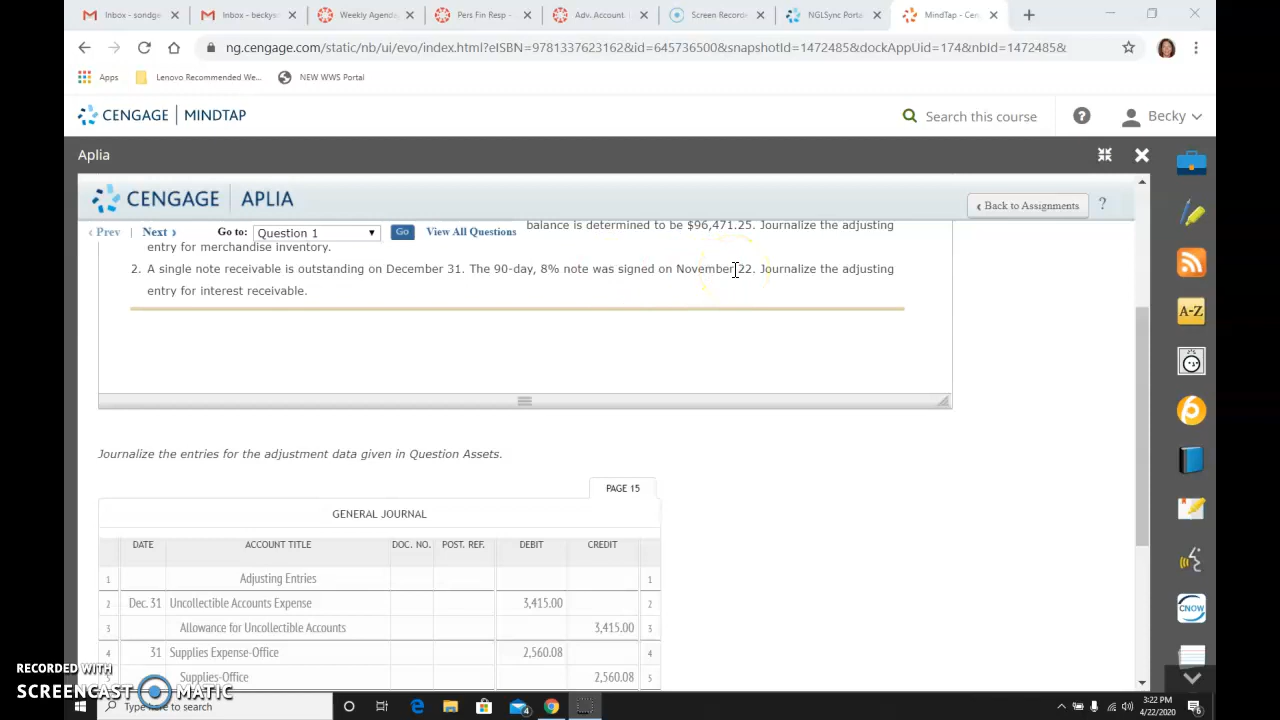 Inbox - sondge
Inbox - beckysr
Weekly Agenda,
Pers Fin Resp -
Adv. Account.
Screen Record
NGLSync Porta
MindTap - Cen
ng.cengage.com/static/nb/ui/evo/index.html?eISBN=9781337623162&id=645736500&snapshotId=1472485&dockAppUid=174&nbId=1472485&
Apps
Lenovo Recommended We...
NEW WWS Portal
CENGAGE | MINDTAP
Search this course
Becky
Aplia
CENGAGE | APLIA
‹ Back to Assignments
?
‹ Prev | Next › Go to: Question 1 Go View All Questions
balance is determined to be $96,471.25. Journalize the adjusting
entry for merchandise inventory.
2. A single note receivable is outstanding on December 31. The 90-day, 8% note was signed on November 22. Journalize the adjusting
entry for interest receivable.
Journalize the entries for the adjustment data given in Question Assets.
PAGE 15
GENERAL JOURNAL
DATE ACCOUNT TITLE DOC. NO. POST. REF. DEBIT CREDIT
1 Adjusting Entries 1
2 Dec. 31 Uncollectible Accounts Expense 3,415.00 2
3 Allowance for Uncollectible Accounts 3,415.00 3
4 31 Supplies Expense-Office 2,560.08 4
5 Supplies-Office 2,560.08 5
A-Z
CNOW
RECORDED WITH
SCREENCAST MATIC
Type here to search
3:22 PM
4/22/2020